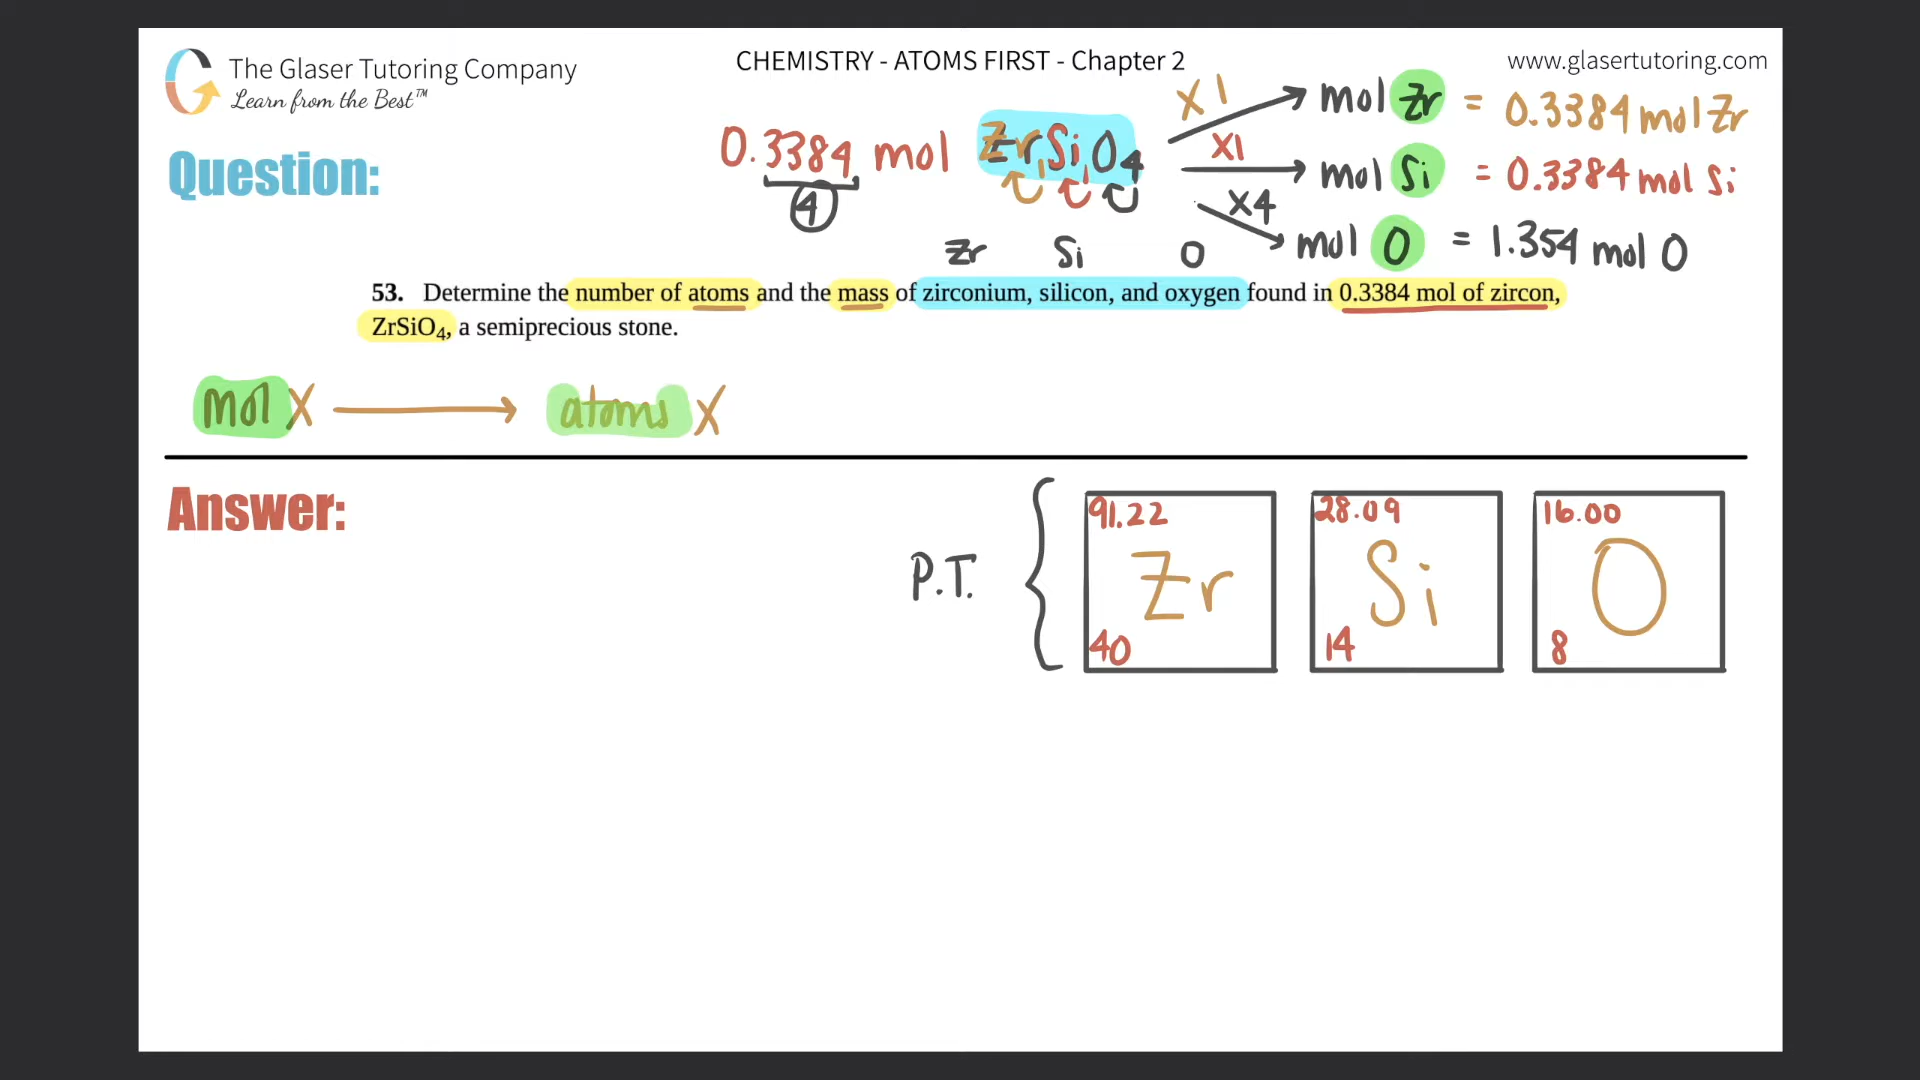 The Glaser Tutoring Company
Learn from the Best™
CHEMISTRY - ATOMS FIRST - Chapter 2
www.glasertutoring.com
Question:
0.3384 mol ZrSiO4
4
1 1
X1 mol Zr = 0.3384 mol Zr
X1 mol Si = 0.3384 mol Si
X4 mol O = 1.354 mol O
Zr Si O
53. Determine the number of atoms and the mass of zirconium, silicon, and oxygen found in 0.3384 mol of zircon,
ZrSiO₄, a semiprecious stone.
mol X → atoms X
Answer:
P.T.
91.22 Zr 40
28.09 Si 14
16.00 O 8